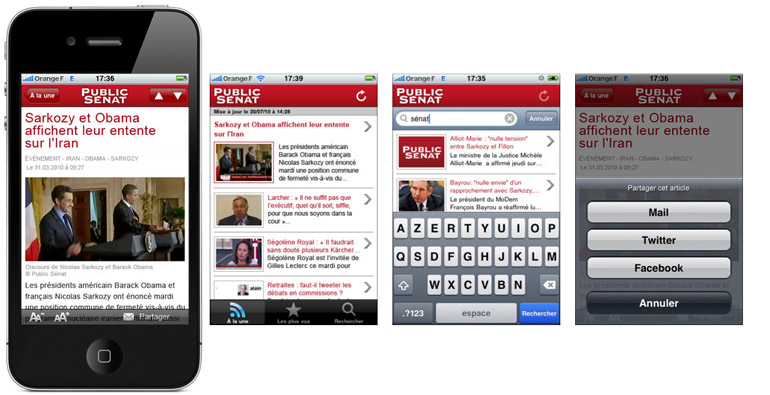 Orange F E 17:36
À la une
PUBLIC SÉNAT
Sarkozy et Obama
affichent leur entente
sur l'Iran
ÉVÉNEMENT - IRAN - OBAMA - SARKOZY
Le 31.03.2010 à 09:27
Discours de Nicolas Sarkozy et Barack Obama
© Public Sénat
Les présidents américain Barack Obama et
français Nicolas Sarkozy ont énoncé mardi
une position commune de fermeté vis-à-vis du
nucléaire iranien
aussi
AA- AA+ Partager
Orange F 17:39
PUBLIC SÉNAT
Mise à jour le 20/07/10 à 14:28
Sarkozy et Obama affichent leur entente
sur l'Iran
Les présidents américain
Barack Obama et français
Nicolas Sarkozy ont énoncé
mardi une position commune
de fermeté vis-à-vis du...
Larcher : « Il ne suffit pas que
l'exécutif, quel qu'il soit, siffle,
pour que nous soyons dans la
cour »...
Ségolène Royal : « Il faudrait
sans doute plusieurs Kärcher...
Ségolène Royal est l'invitée de
Gilles Leclerc ce mardi pour
Retraites : faut-il tweeter les
débats en commissions ?
À la une
Les plus vus
Rechercher
Orange F E 17:35
PUBLIC SÉNAT
sénat
Annuler
PUBLIC SÉNAT
Alliot-Marie : "nulle tension"
entre Sarkozy et Fillon
Le ministre de la Justice Michèle
Alliot-Marie a affirmé jeudi sur...
Bayrou: "nulle envie" d'un
rapprochement avec Sarkozy...
Le président du MoDem
François Bayrou a réaffirmé lu...
A Z E R T Y U I O P
Q S D F G H J K L M
W X C V B N
.?123 espace Rechercher
Orange F E 17:36
À la une
PUBLIC SÉNAT
Sarkozy et Obama
affichent leur entente
sur l'Iran
ÉVÉNEMENT - IRAN - OBAMA - SARKOZY
Le 31.03.2010 à 09:27
Partager cet article
Mail
Twitter
Facebook
Annuler